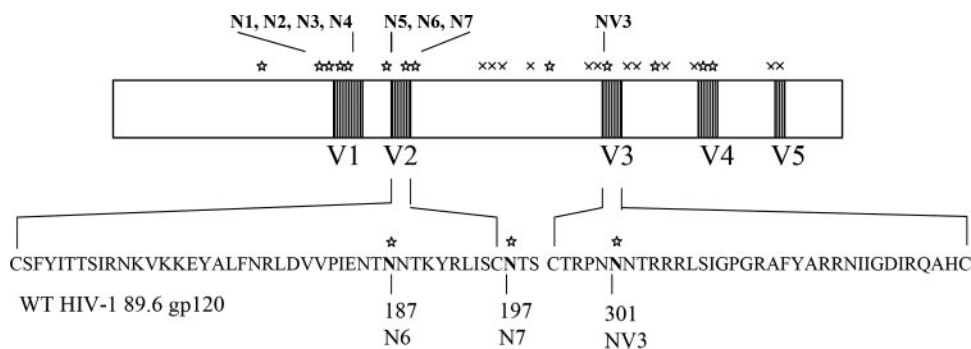 N1, N2, N3, N4 N5, N6, N7 NV3
V1 V2 V3 V4 V5
CSFYITTSIRNKVKKEYALFNRLDVVPIENTNNTKYRLISCNTS CTRPNNNTRRRLSIGPGRAFYARRNIIGDIRQAHC
WT HIV-1 89.6 gp120
187 197 301
N6 N7 NV3